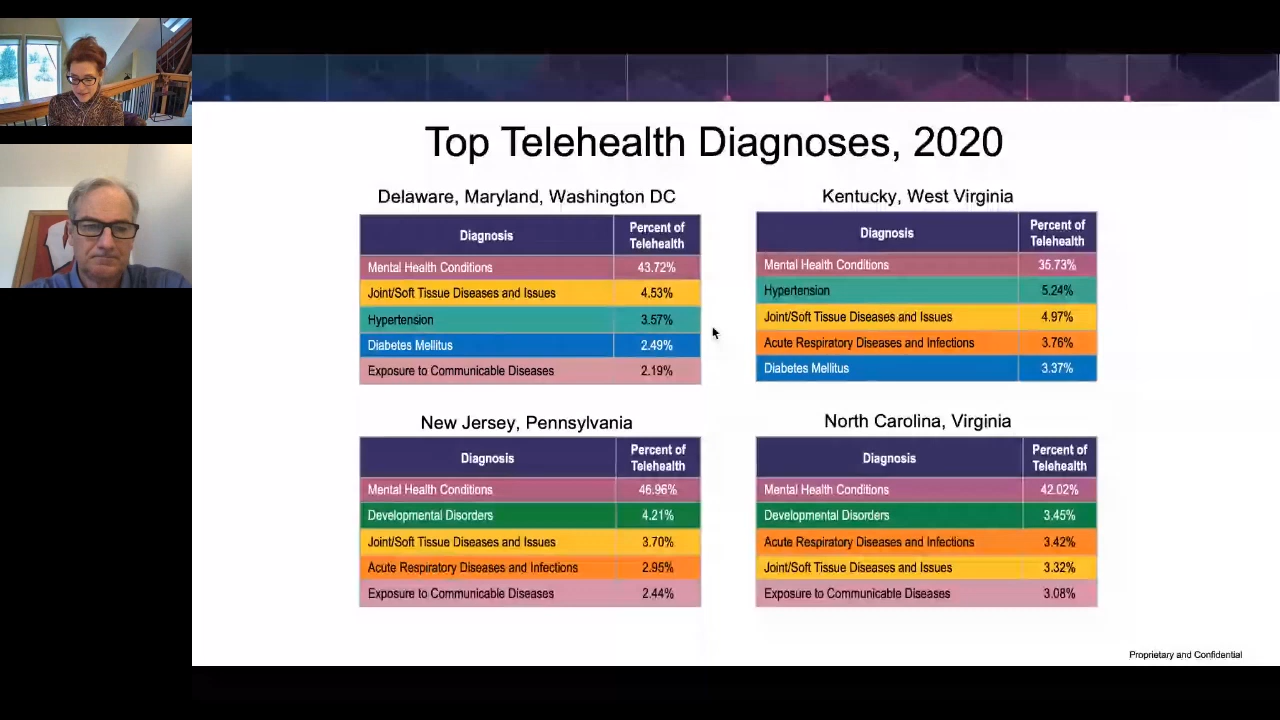 Top Telehealth Diagnoses, 2020
Delaware, Maryland, Washington DC
Diagnosis Percent of Telehealth
Mental Health Conditions 43.72%
Joint/Soft Tissue Diseases and Issues 4.53%
Hypertension 3.57%
Diabetes Mellitus 2.49%
Exposure to Communicable Diseases 2.19%
Kentucky, West Virginia
Diagnosis Percent of Telehealth
Mental Health Conditions 35.73%
Hypertension 5.24%
Joint/Soft Tissue Diseases and Issues 4.97%
Acute Respiratory Diseases and Infections 3.76%
Diabetes Mellitus 3.37%
New Jersey, Pennsylvania
Diagnosis Percent of Telehealth
Mental Health Conditions 46.96%
Developmental Disorders 4.21%
Joint/Soft Tissue Diseases and Issues 3.70%
Acute Respiratory Diseases and Infections 2.95%
Exposure to Communicable Diseases 2.44%
North Carolina, Virginia
Diagnosis Percent of Telehealth
Mental Health Conditions 42.02%
Developmental Disorders 3.45%
Acute Respiratory Diseases and Infections 3.42%
Joint/Soft Tissue Diseases and Issues 3.32%
Exposure to Communicable Diseases 3.08%
Proprietary and Confidential